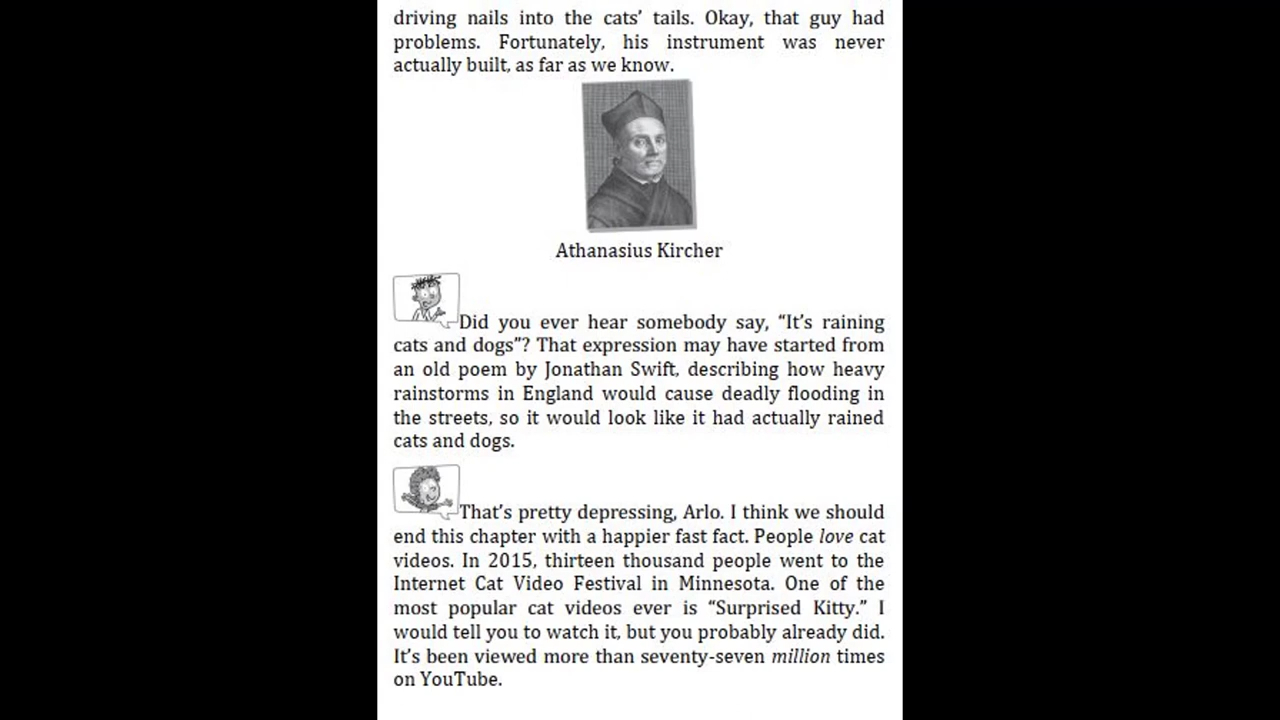 driving nails into the cats’ tails. Okay, that guy had
problems. Fortunately, his instrument was never
actually built, as far as we know.
Athanasius Kircher
Did you ever hear somebody say, “It’s raining
cats and dogs”? That expression may have started from
an old poem by Jonathan Swift, describing how heavy
rainstorms in England would cause deadly flooding in
the streets, so it would look like it had actually rained
cats and dogs.
That’s pretty depressing, Arlo. I think we should
end this chapter with a happier fast fact. People love cat
videos. In 2015, thirteen thousand people went to the
Internet Cat Video Festival in Minnesota. One of the
most popular cat videos ever is “Surprised Kitty.” I
would tell you to watch it, but you probably already did.
It’s been viewed more than seventy-seven million times
on YouTube.